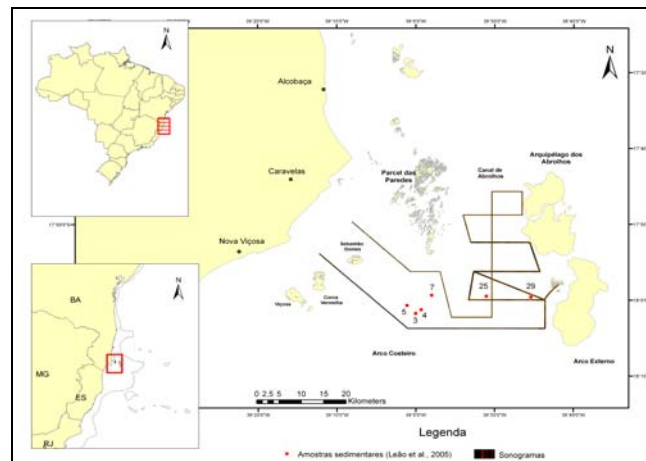 N
BA
MG
ES
RJ
N
N
Alcobaça
Caravelas
Nova Viçosa
Parcel das
Paredes
Canal de
Abrolhos
Arquipélago dos
Abrolhos
Sebastião
Gomes
Coroa
Vermelha
Viçosa
7
5
3
4
25
29
Arco Costeiro
Arco Externo
0 2,5 5 10 15 20
Kilometers
Legenda
Amostras sedimentares (Leão et al., 2005)
Sonogramas